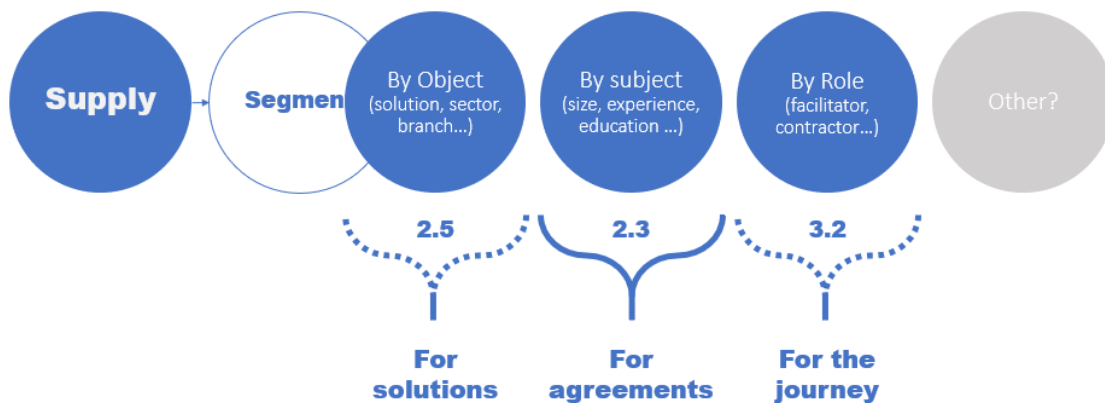 Supply
Segmen
By Object
(solution, sector,
branch...)
By subject
(size, experience,
education ...)
By Role
(facilitator,
contractor...)
Other?
2.5
2.3
3.2
For
solutions
For
agreements
For the
journey